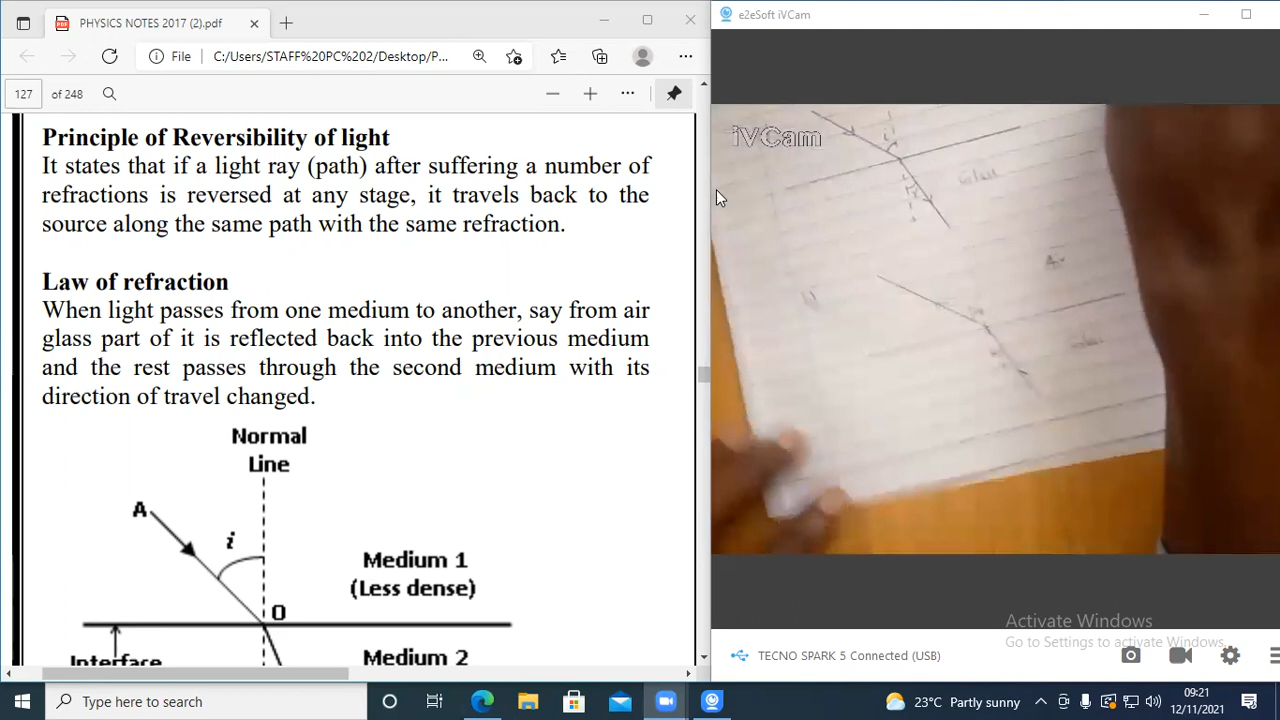 PHYSICS NOTES 2017 (2).pdf
File
C:/Users/STAFF%20PC%202/Desktop/P...
127 of 248
Principle of Reversibility of light
It states that if a light ray (path) after suffering a number of
refractions is reversed at any stage, it travels back to the
source along the same path with the same refraction.
Law of refraction
When light passes from one medium to another, say from air
glass part of it is reflected back into the previous medium
and the rest passes through the second medium with its
direction of travel changed.
Normal
Line
A
i
Medium 1
(Less dense)
O
Interface
Medium 2
e2eSoft iVCam
iVCam
Air
Activate Windows
Go to Settings to activate Windows.
TECNO SPARK 5 Connected (USB)
Type here to search
23°C Partly sunny
09:21
12/11/2021